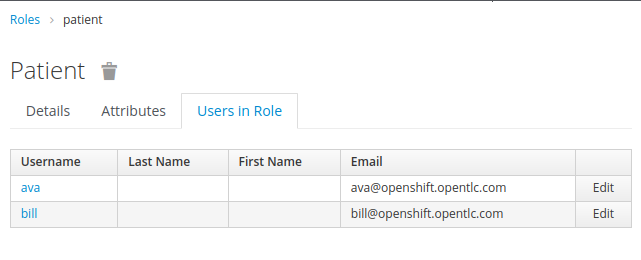 Roles > patient
Patient
Details Attributes Users in Role
Username Last Name First Name Email
ava ava@openshift.opentlc.com Edit
bill bill@openshift.opentlc.com Edit